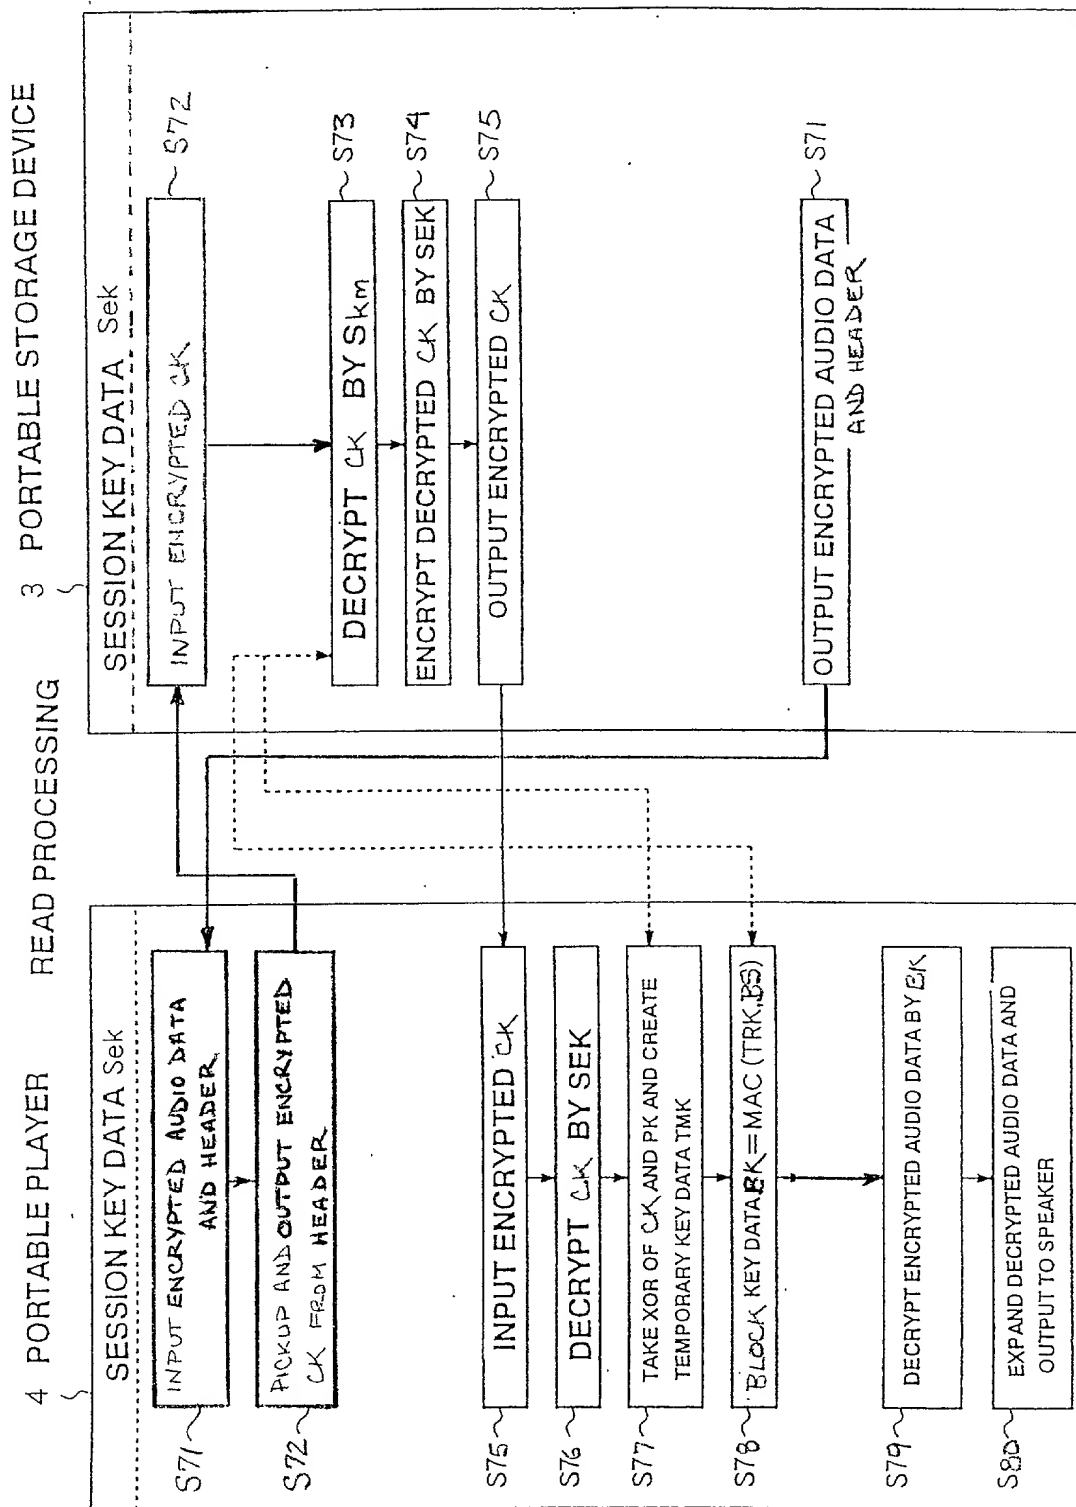 4 PORTABLE PLAYER
READ PROCESSING
3 PORTABLE STORAGE DEVICE
SESSION KEY DATA Sek
INPUT ENCRYPTED AUDIO DATA
AND HEADER
S71
PICKUP AND OUTPUT ENCRYPTED
CK FROM HEADER
S72
INPUT ENCRYPTED CK
S75
DECRYPT CK BY SEK
S76
TAKE XOR OF CK AND PK AND CREATE
TEMPORARY KEY DATA TMK
S77
BLOCK KEY DATA BK=MAC (TRK,BS)
S78
DECRYPT ENCRYPTED AUDIO DATA BY BK
S79
EXPAND DECRYPTED AUDIO DATA AND
OUTPUT TO SPEAKER
S80
SESSION KEY DATA Sek
INPUT ENCRYPTED CK
S72
DECRYPT CK BY Skm
S73
ENCRYPT DECRYPTED CK BY SEK
S74
OUTPUT ENCRYPTED CK
S75
OUTPUT ENCRYPTED AUDIO DATA
AND HEADER
S71